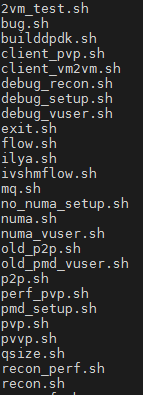 2vm_test.sh
bug.sh
builddpdk.sh
client_pvp.sh
client_vm2vm.sh
debug_recon.sh
debug_setup.sh
debug_vuser.sh
exit.sh
flow.sh
ilya.sh
ivshmflow.sh
mq.sh
no_numa_setup.sh
numa.sh
numa_vuser.sh
old_p2p.sh
old_pmd_vuser.sh
p2p.sh
perf_pvp.sh
pmd_setup.sh
pvp.sh
pvvp.sh
qsize.sh
recon_perf.sh
recon.sh